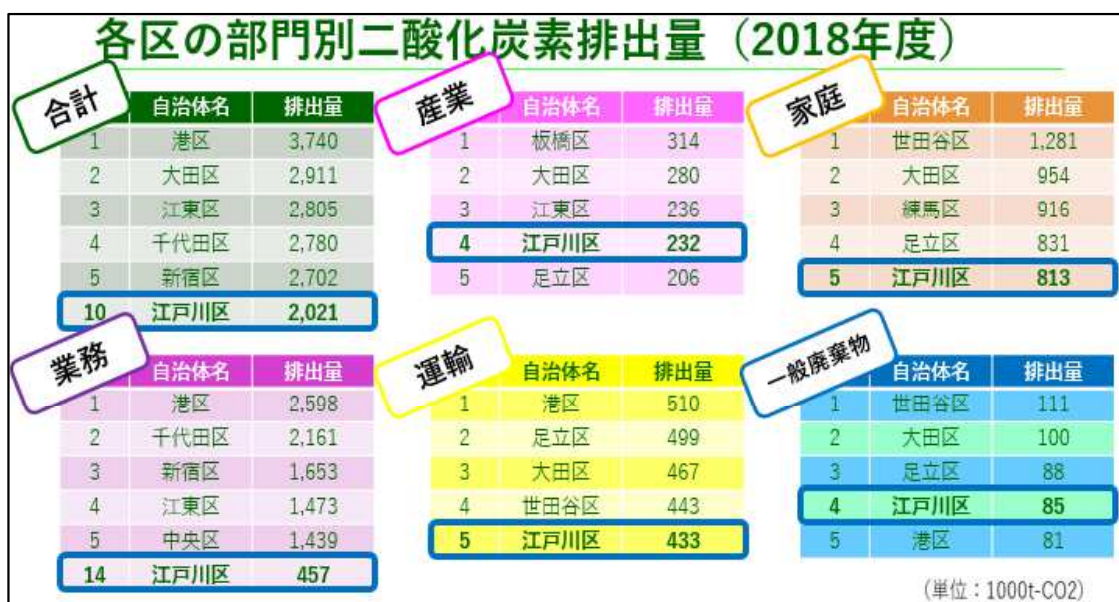 各区の部門別二酸化炭素排出量（2018年度）
合計
自治体名 排出量
1 港区 3,740
2 大田区 2,911
3 江東区 2,805
4 千代田区 2,780
5 新宿区 2,702
10 江戸川区 2,021
産業
自治体名 排出量
1 板橋区 314
2 大田区 280
3 江東区 236
4 江戸川区 232
5 足立区 206
家庭
自治体名 排出量
1 世田谷区 1,281
2 大田区 954
3 練馬区 916
4 足立区 831
5 江戸川区 813
業務
自治体名 排出量
1 港区 2,598
2 千代田区 2,161
3 新宿区 1,653
4 江東区 1,473
5 中央区 1,439
14 江戸川区 457
運輸
自治体名 排出量
1 港区 510
2 足立区 499
3 大田区 467
4 世田谷区 443
5 江戸川区 433
一般廃棄物
自治体名 排出量
1 世田谷区 111
2 大田区 100
3 足立区 88
4 江戸川区 85
5 港区 81
（単位：1000t-CO2）